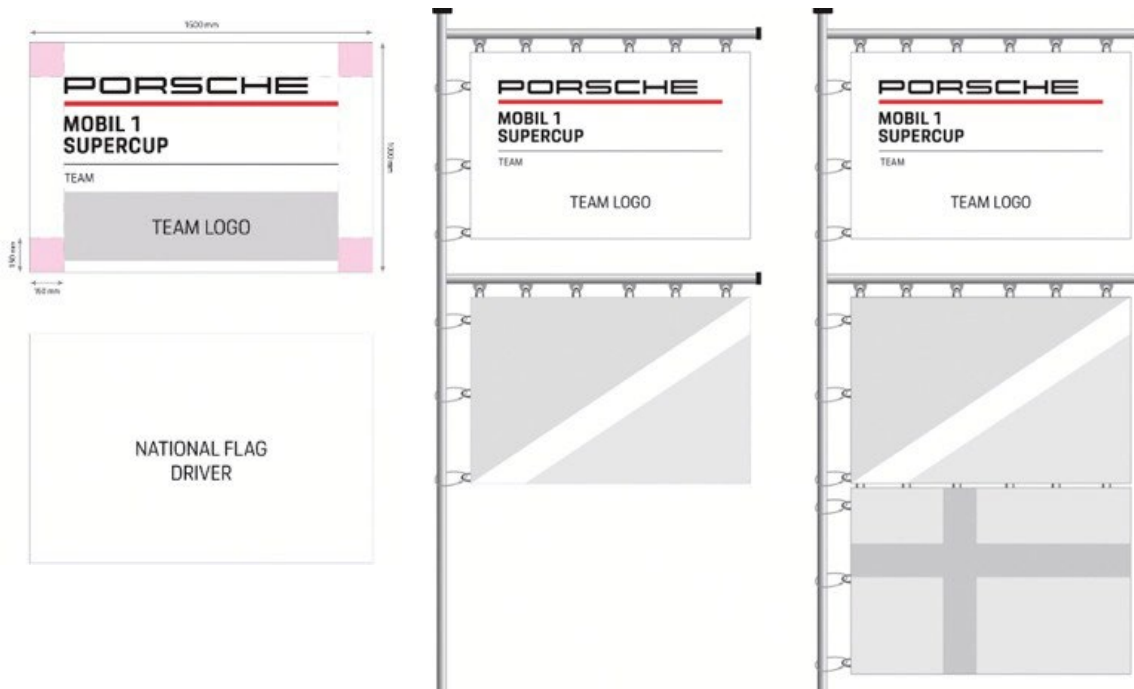 1500 mm
PORSCHE
MOBIL 1
SUPERCUP
TEAM
TEAM LOGO
1000 mm
150 mm
150 mm
NATIONAL FLAG
DRIVER
PORSCHE
MOBIL 1
SUPERCUP
TEAM
TEAM LOGO
PORSCHE
MOBIL 1
SUPERCUP
TEAM
TEAM LOGO